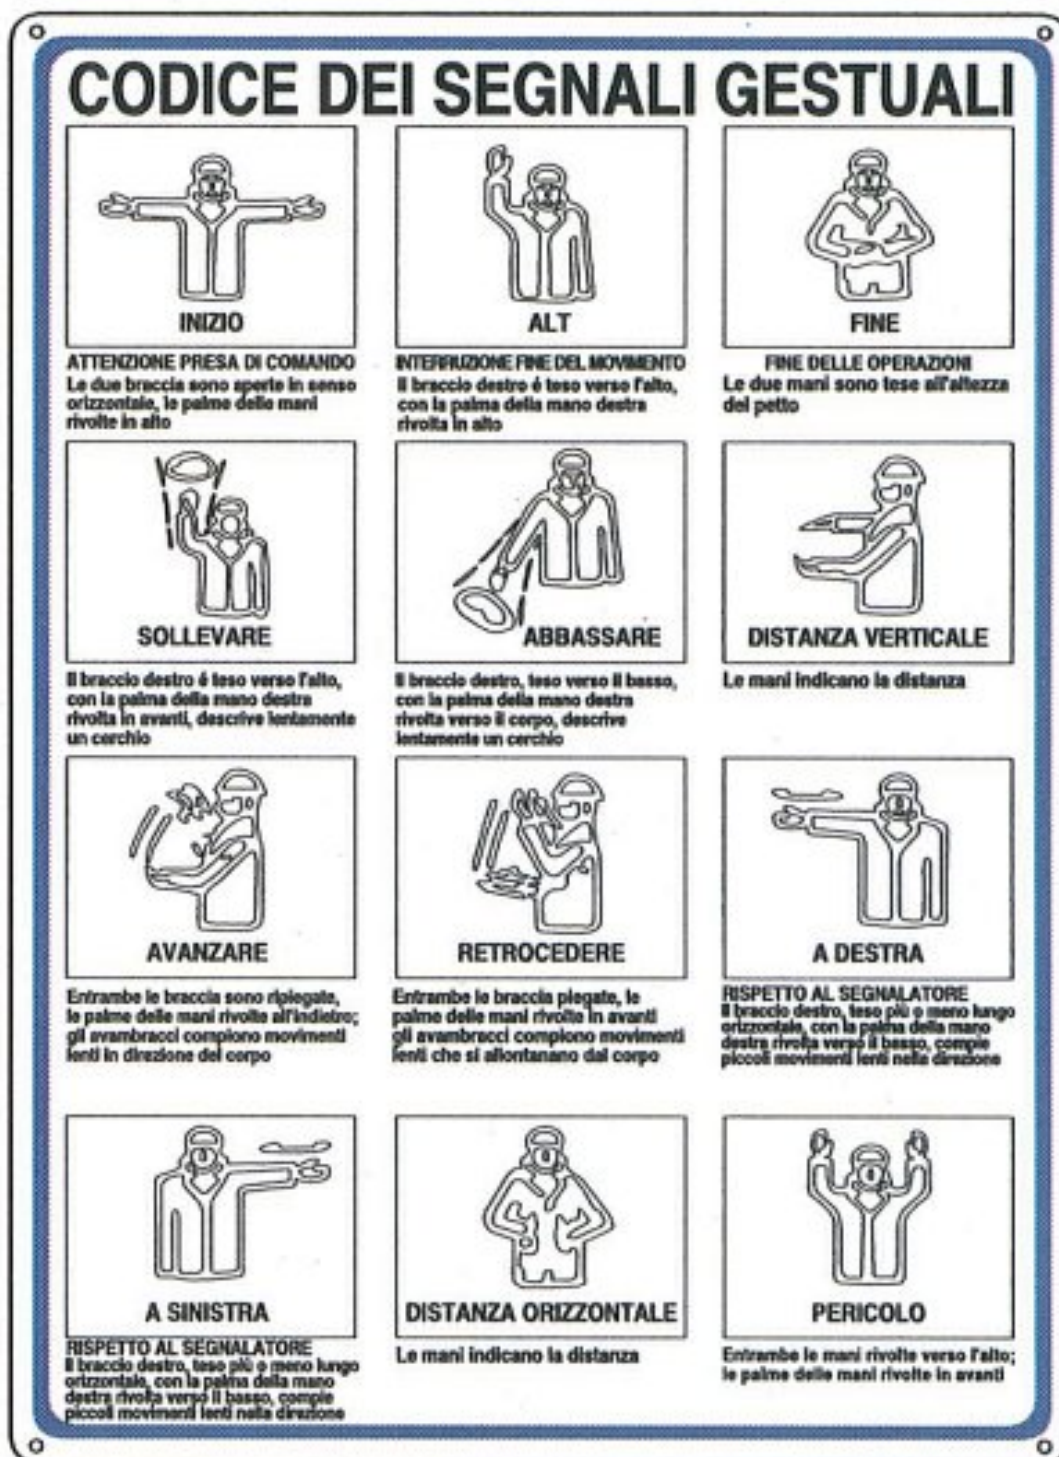 CODICE DEI SEGNALI GESTUALI
INIZIO
ATTENZIONE PRESA DI COMANDO
Le due braccia sono aperte in senso
orizzontale, le palme delle mani
rivolte in alto
ALT
INTERRUZIONE FINE DEL MOVIMENTO
Il braccio destro é teso verso l'alto,
con la palma della mano destra
rivolta in alto
FINE
FINE DELLE OPERAZIONI
Le due mani sono tese all'altezza
del petto
SOLLEVARE
Il braccio destro é teso verso l'alto,
con la palma della mano destra
rivolta in avanti, descrive lentamente
un cerchio
ABBASSARE
Il braccio destro, teso verso il basso,
con la palma della mano destra
rivolta verso il corpo, descrive
lentamente un cerchio
DISTANZA VERTICALE
Le mani indicano la distanza
AVANZARE
Entrambe le braccia sono ripiegate,
le palme delle mani rivolte all'indietro;
gli avambracci compiono movimenti
lenti in direzione del corpo
RETROCEDERE
Entrambe le braccia piegate, le
palme delle mani rivolte in avanti
gli avambracci compiono movimenti
lenti che si allontanano dal corpo
A DESTRA
RISPETTO AL SEGNALATORE
Il braccio destro, teso più o meno lungo
orizzontale, con la palma della mano
destra rivolta verso il basso, compie
piccoli movimenti lenti nella direzione
A SINISTRA
RISPETTO AL SEGNALATORE
Il braccio destro, teso più o meno lungo
orizzontale, con la palma della mano
destra rivolta verso il basso, compie
piccoli movimenti lenti nella direzione
DISTANZA ORIZZONTALE
Le mani indicano la distanza
PERICOLO
Entrambe le mani rivolte verso l'alto;
le palme delle mani rivolte in avanti